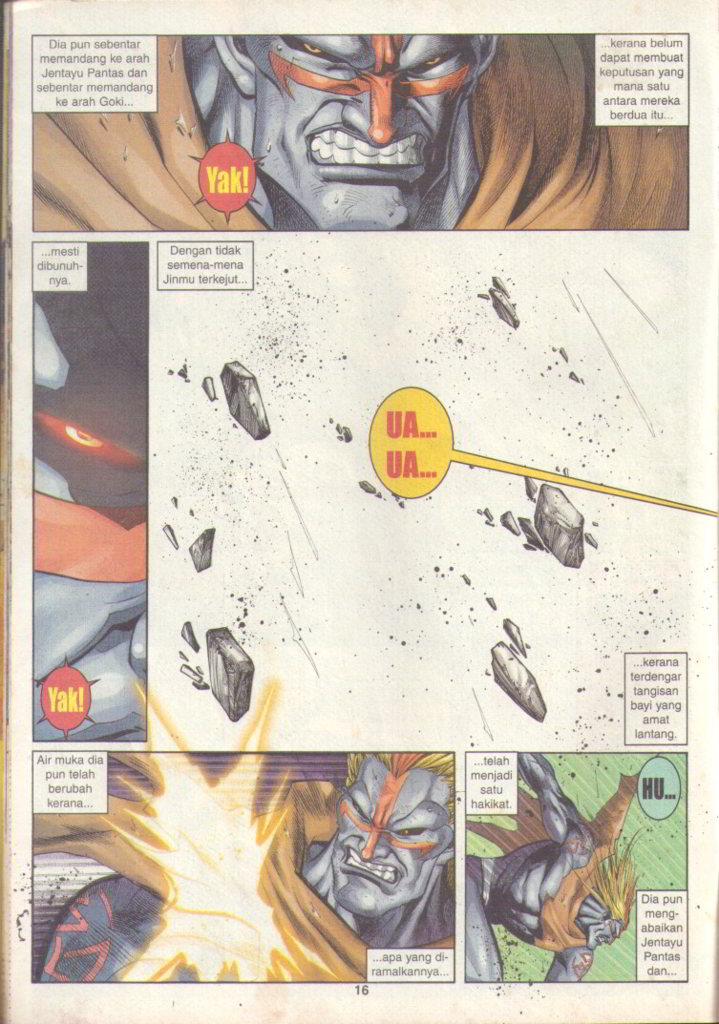 Dia pun sebentar
memandang ke arah
Jentayu Pantas dan
sebentar memandang
ke arah Goki...
...kerana belum
dapat membuat
keputusan yang
mana satu
antara mereka
berdua itu...
Yak!
...mesti
dibunuh-
nya.
Dengan tidak
semena-mena
Jinmu terkejut...
UA...
UA...
Yak!
...kerana
terdengar
tangisan
bayi yang
amat
lantang.
Air muka dia
pun telah
berubah
kerana...
...apa yang di-
ramalkannya...
...telah
menjadi
satu
hakikat.
HU...
Dia pun
meng-
abaikan
Jentayu
Pantas
dan...
16